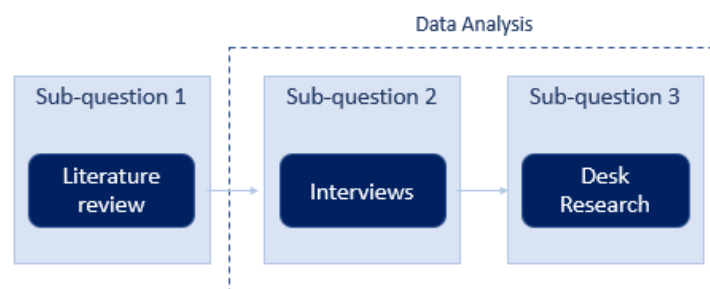 Data Analysis
Sub-question 1
Sub-question 2
Sub-question 3
Literature
review
Interviews
Desk
Research